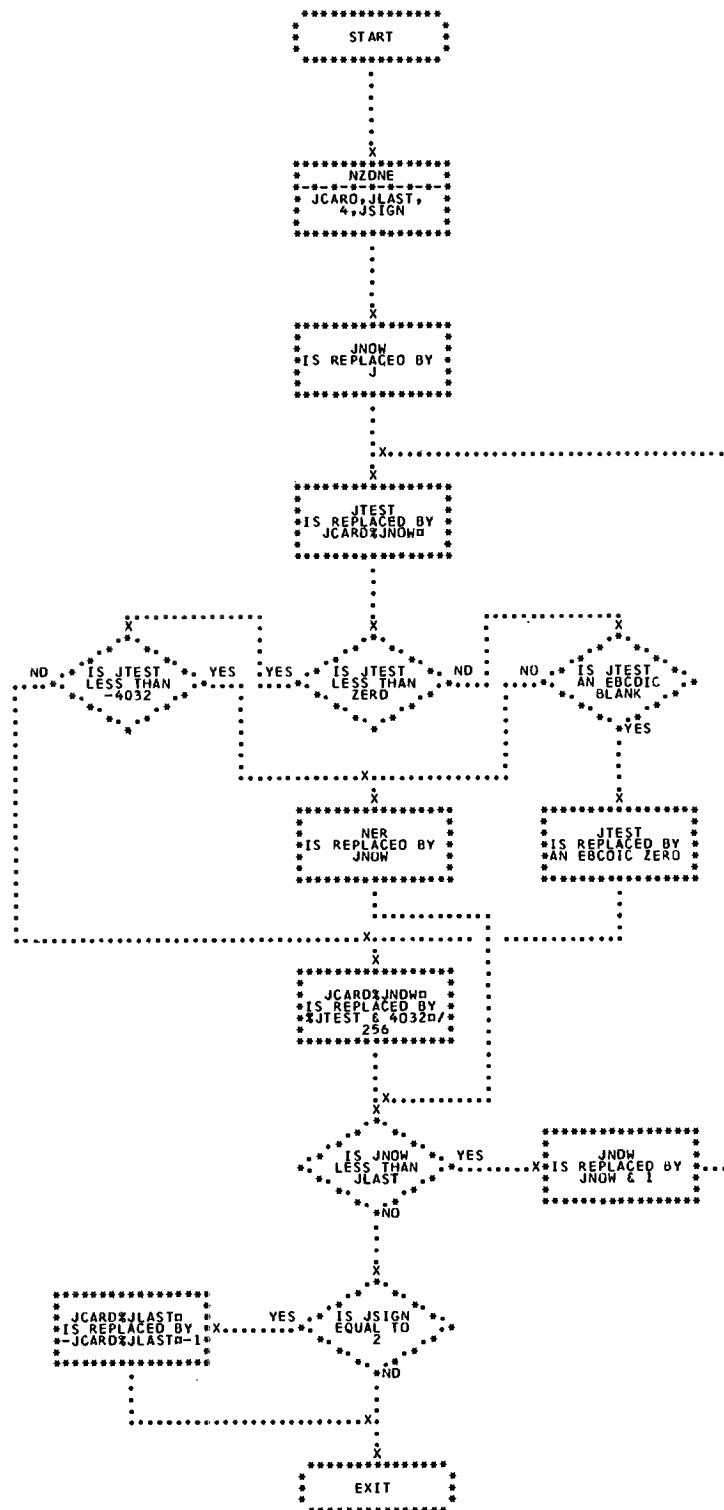 START
NZONE
JCARD,JLAST,
4,JSIGN
JNOW
IS REPLACED BY
J
JTEST
IS REPLACED BY
JCARD%JNOW¤
NO
IS JTEST
LESS THAN
-4032
YES
YES
IS JTEST
LESS THAN
ZERO
NO
NO
IS JTEST
AN EBCDIC
BLANK
YES
NER
IS REPLACED BY
JNOW
JTEST
IS REPLACED BY
AN EBCDIC ZERO
JCARD%JNOW¤
IS REPLACED BY
%JTEST & 4032¤/
256
IS JNOW
LESS THAN
JLAST
YES
NO
JNOW
IS REPLACED BY
JNOW & 1
JCARD%JLAST¤
IS REPLACED BY
-JCARD%JLAST¤-1
YES
IS JSIGN
EQUAL TO
2
NO
EXIT